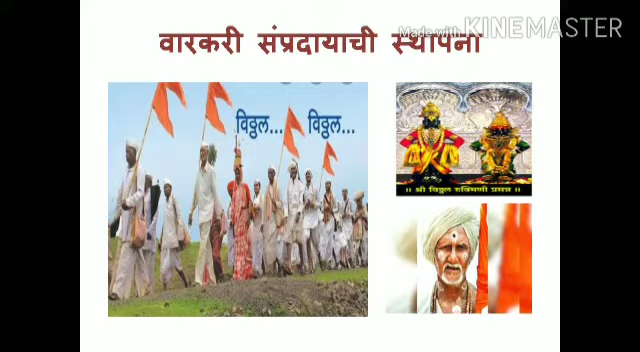 Made with KINEMASTER
वारकरी संप्रदायाची स्थापना
विठ्ठल... विठ्ठल...
॥ श्री विठ्ठल रुक्मिणी प्रसन्न ॥